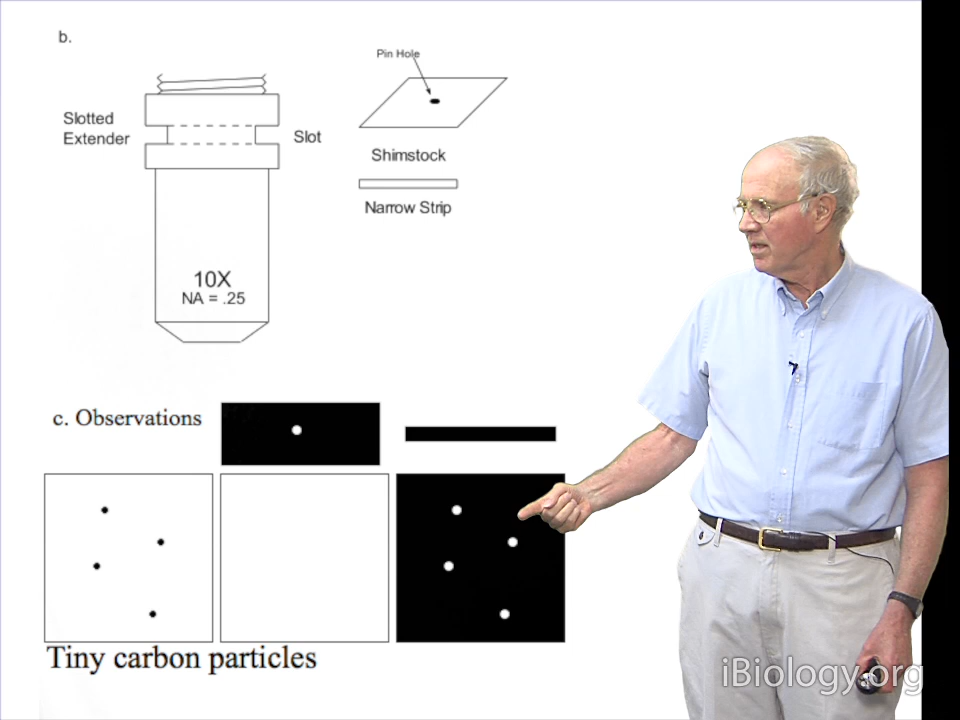 b.
Pin Hole
Slotted
Extender
Slot
Shimstock
Narrow Strip
10X
NA = .25
c. Observations
Tiny carbon particles
iBiology.org